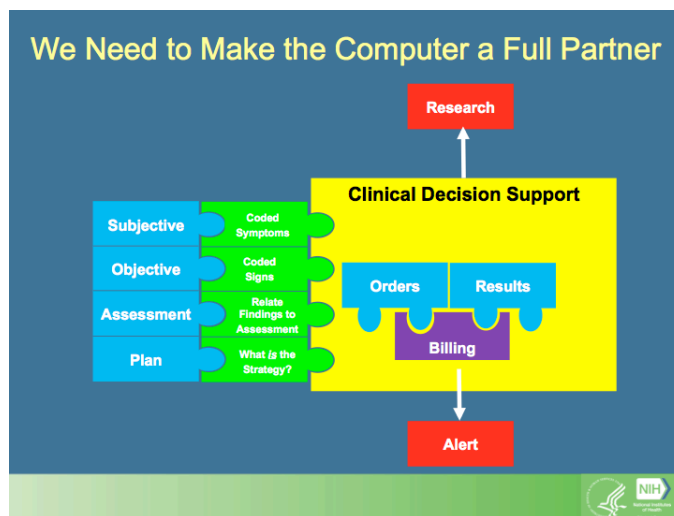 We Need to Make the Computer a Full Partner
Research
Clinical Decision Support
Subjective
Coded
Symptoms
Objective
Coded
Signs
Orders
Results
Assessment
Relate
Findings to
Assessment
Billing
Plan
What is the
Strategy?
Alert
NIH
National Institutes
of Health